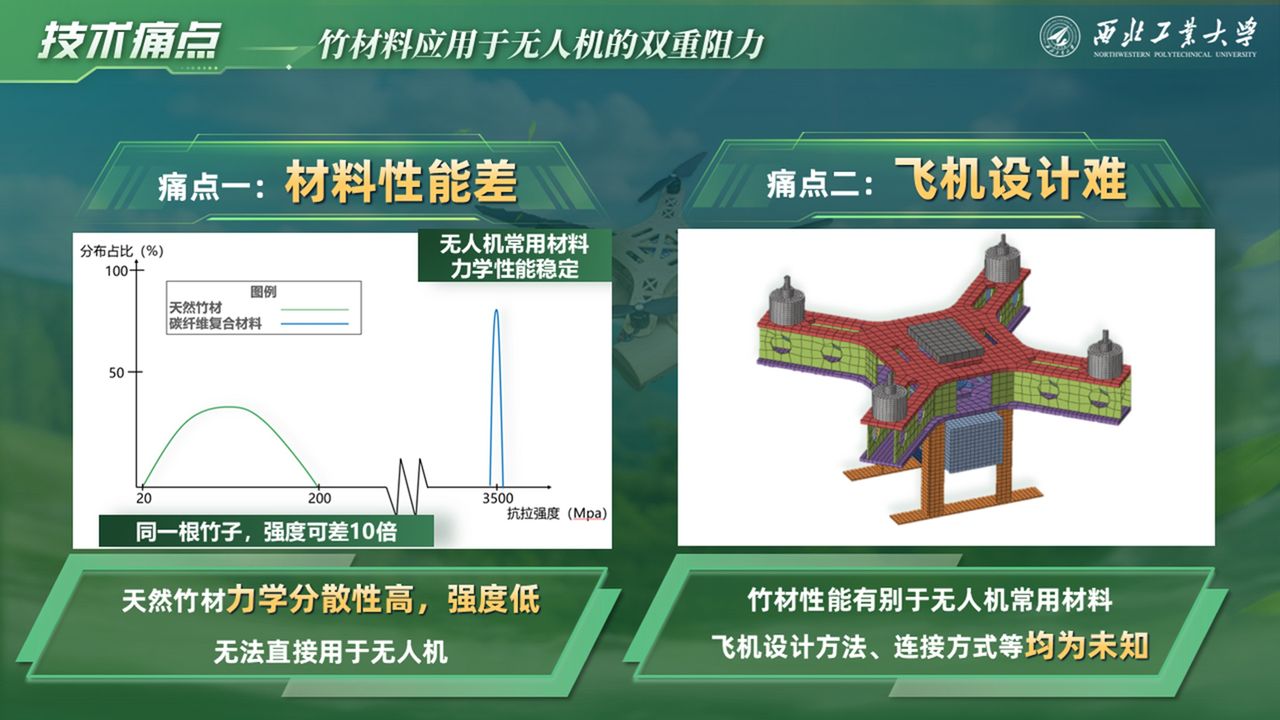 技术痛点
竹材料应用于无人机的双重阻力
西北工业大学
NORTHWESTERN POLYTECHNICAL UNIVERSITY
痛点一：材料性能差
分布占比（%）
100
50
图例
天然竹材
碳纤维复合材料
无人机常用材料
力学性能稳定
20
200
3500
抗拉强度（Mpa）
同一根竹子，强度可差10倍
天然竹材力学分散性高，强度低
无法直接用于无人机
痛点二：飞机设计难
竹材性能有别于无人机常用材料
飞机设计方法、连接方式等均为未知